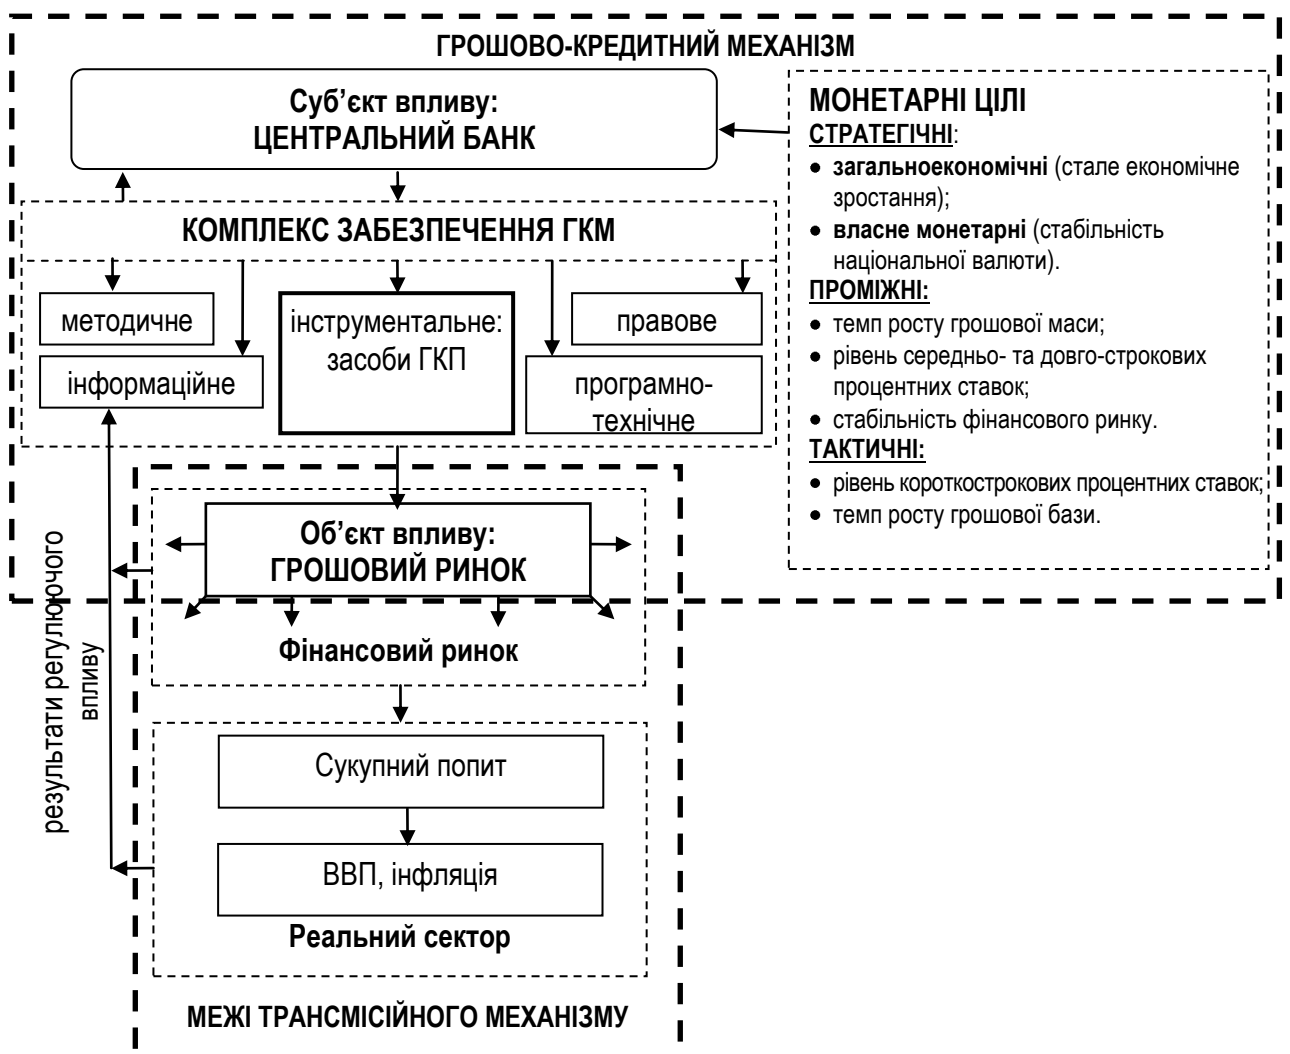 ГРОШОВО-КРЕДИТНИЙ МЕХАНІЗМ
Суб’єкт впливу:
ЦЕНТРАЛЬНИЙ БАНК
МОНЕТАРНІ ЦІЛІ
СТРАТЕГІЧНІ:
• загальноекономічні (стале економічне
зростання);
• власне монетарні (стабільність
національної валюти).
ПРОМІЖНІ:
• темп росту грошової маси;
• рівень середньо- та довго-строкових
процентних ставок;
• стабільність фінансового ринку.
ТАКТИЧНІ:
• рівень короткострокових процентних ставок;
• темп росту грошової бази.
КОМПЛЕКС ЗАБЕЗПЕЧЕННЯ ГКМ
методичне
інформаційне
інструментальне:
засоби ГКП
правове
програмно-
технічне
Об’єкт впливу:
ГРОШОВИЙ РИНОК
Фінансовий ринок
результати регулюючого
впливу
Сукупний попит
ВВП, інфляція
Реальний сектор
МЕЖІ ТРАНСМІСІЙНОГО МЕХАНІЗМУ